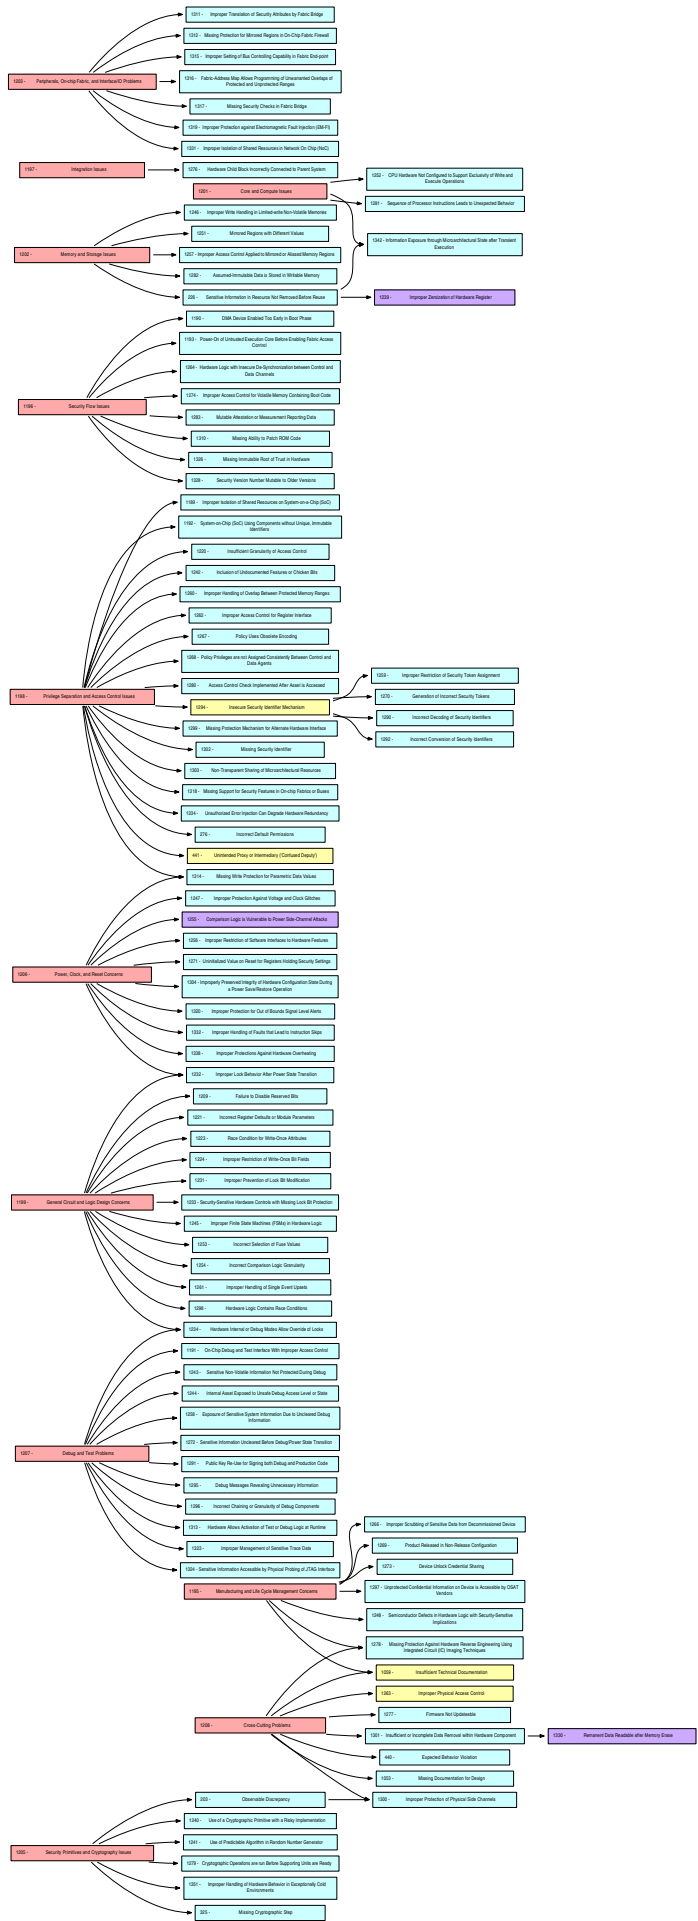 1311 - Improper Translation of Security Attributes by Fabric Bridge
1312 - Missing Protection for Mirrored Regions in On-Chip Fabric Firewall
1315 - Improper Setting of Bus Controlling Capability in Fabric End-point
1203 - Peripherals, On-chip Fabric, and Interface/IO Problems
1316 - Fabric-Address Map Allows Programming of Unwarranted Overlaps of
Protected and Unprotected Ranges
1317 - Missing Security Checks in Fabric Bridge
1319 - Improper Protection against Electromagnetic Fault Injection (EM-FI)
1331 - Improper Isolation of Shared Resources in Network On Chip (NoC)
1197 - Integration Issues
1276 - Hardware Child Block Incorrectly Connected to Parent System
1201 - Core and Compute Issues
1252 - CPU Hardware Not Configured to Support Exclusivity of Write and
Execute Operations
1281 - Sequence of Processor Instructions Leads to Unexpected Behavior
1342 - Information Exposure through Microarchitectural State after Transient
Execution
1202 - Memory and Storage Issues
1246 - Improper Write Handling in Limited-write Non-Volatile Memories
1251 - Mirrored Regions with Different Values
1257 - Improper Access Control Applied to Mirrored or Aliased Memory Regions
1282 - Assumed-Immutable Data is Stored in Writable Memory
226 - Sensitive Information in Resource Not Removed Before Reuse
1239 - Improper Zeroization of Hardware Register
1196 - Security Flow Issues
1190 - DMA Device Enabled Too Early in Boot Phase
1193 - Power-On of Untrusted Execution Core Before Enabling Fabric Access
Control
1264 - Hardware Logic with Insecure De-Synchronization between Control and
Data Channels
1274 - Improper Access Control for Volatile Memory Containing Boot Code
1283 - Mutable Attestation or Measurement Reporting Data
1310 - Missing Ability to Patch ROM Code
1326 - Missing Immutable Root of Trust in Hardware
1328 - Security Version Number Mutable to Older Versions
1198 - Privilege Separation and Access Control Issues
1189 - Improper Isolation of Shared Resources on System-on-a-Chip (SoC)
1192 - System-on-Chip (SoC) Using Components without Unique, Immutable
Identifiers
1220 - Insufficient Granularity of Access Control
1242 - Inclusion of Undocumented Features or Chicken Bits
1260 - Improper Handling of Overlap Between Protected Memory Ranges
1262 - Improper Access Control for Register Interface
1267 - Policy Uses Obsolete Encoding
1268 - Policy Privileges are not Assigned Consistently Between Control and
Data Agents
1280 - Access Control Check Implemented After Asset is Accessed
1294 - Insecure Security Identifier Mechanism
1259 - Improper Restriction of Security Token Assignment
1270 - Generation of Incorrect Security Tokens
1290 - Incorrect Decoding of Security Identifiers
1292 - Incorrect Conversion of Security Identifiers
1299 - Missing Protection Mechanism for Alternate Hardware Interface
1302 - Missing Security Identifier
1303 - Non-Transparent Sharing of Microarchitectural Resources
1318 - Missing Support for Security Features in On-chip Fabrics or Buses
1334 - Unauthorized Error Injection Can Degrade Hardware Redundancy
276 - Incorrect Default Permissions
441 - Unintended Proxy or Intermediary ('Confused Deputy')
1314 - Missing Write Protection for Parametric Data Values
1206 - Power, Clock, and Reset Concerns
1247 - Improper Protection Against Voltage and Clock Glitches
1255 - Comparison Logic is Vulnerable to Power Side-Channel Attacks
1256 - Improper Restriction of Software Interfaces to Hardware Features
1271 - Uninitialized Value on Reset for Registers Holding Security Settings
1304 - Improperly Preserved Integrity of Hardware Configuration State During
a Power Save/Restore Operation
1320 - Improper Protection for Out of Bounds Signal Level Alerts
1332 - Improper Handling of Faults that Lead to Instruction Skips
1338 - Improper Protections Against Hardware Overheating
1232 - Improper Lock Behavior After Power State Transition
1199 - General Circuit and Logic Design Concerns
1209 - Failure to Disable Reserved Bits
1221 - Incorrect Register Defaults or Module Parameters
1223 - Race Condition for Write-Once Attributes
1224 - Improper Restriction of Write-Once Bit Fields
1231 - Improper Prevention of Lock Bit Modification
1233 - Security-Sensitive Hardware Controls with Missing Lock Bit Protection
1245 - Improper Finite State Machines (FSMs) in Hardware Logic
1253 - Incorrect Selection of Fuse Values
1254 - Incorrect Comparison Logic Granularity
1261 - Improper Handling of Single Event Upsets
1298 - Hardware Logic Contains Race Conditions
1234 - Hardware Internal or Debug Modes Allow Override of Locks
1207 - Debug and Test Problems
1191 - On-Chip Debug and Test Interface With Improper Access Control
1243 - Sensitive Non-Volatile Information Not Protected During Debug
1244 - Internal Asset Exposed to Unsafe Debug Access Level or State
1258 - Exposure of Sensitive System Information Due to Uncleared Debug
Information
1272 - Sensitive Information Uncleared Before Debug/Power State Transition
1291 - Public Key Re-Use for Signing both Debug and Production Code
1295 - Debug Messages Revealing Unnecessary Information
1296 - Incorrect Chaining or Granularity of Debug Components
1313 - Hardware Allows Activation of Test or Debug Logic at Runtime
1323 - Improper Management of Sensitive Trace Data
1324 - Sensitive Information Accessible by Physical Probing of JTAG Interface
1195 - Manufacturing and Life Cycle Management Concerns
1266 - Improper Scrubbing of Sensitive Data from Decommissioned Device
1269 - Product Released in Non-Release Configuration
1273 - Device Unlock Credential Sharing
1297 - Unprotected Confidential Information on Device is Accessible by OSAT
Vendors
1248 - Semiconductor Defects in Hardware Logic with Security-Sensitive
Implications
1278 - Missing Protection Against Hardware Reverse Engineering Using
Integrated Circuit (IC) Imaging Techniques
1059 - Insufficient Technical Documentation
1263 - Improper Physical Access Control
1208 - Cross-Cutting Problems
1277 - Firmware Not Updateable
1301 - Insufficient or Incomplete Data Removal within Hardware Component
1330 - Remanent Data Readable after Memory Erase
440 - Expected Behavior Violation
1053 - Missing Documentation for Design
1300 - Improper Protection of Physical Side Channels
1205 - Security Primitives and Cryptography Issues
203 - Observable Discrepancy
1240 - Use of a Cryptographic Primitive with a Risky Implementation
1241 - Use of Predictable Algorithm in Random Number Generator
1279 - Cryptographic Operations are run Before Supporting Units are Ready
1351 - Improper Handling of Hardware Behavior in Exceptionally Cold
Environments
325 - Missing Cryptographic Step